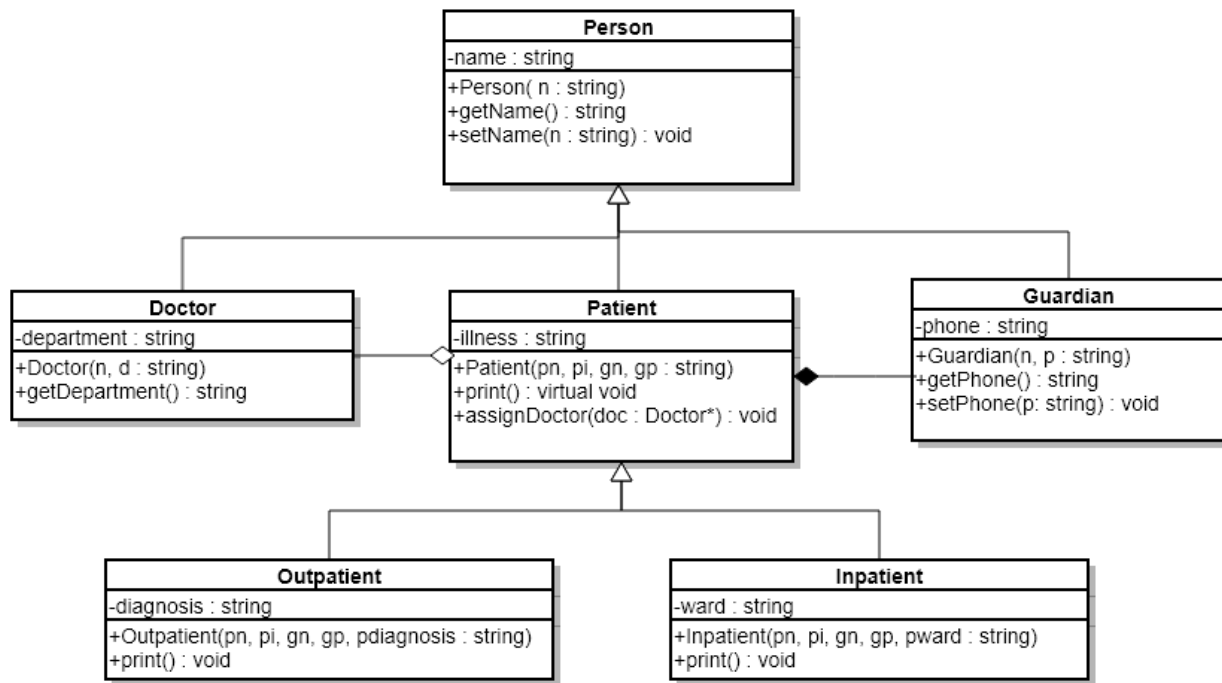 Person
-name : string
+Person( n : string)
+getName() : string
+setName(n : string) : void
Doctor
-department : string
+Doctor(n, d : string)
+getDepartment() : string
Patient
-illness : string
+Patient(pn, pi, gn, gp : string)
+print() : virtual void
+assignDoctor(doc : Doctor*) : void
Guardian
-phone : string
+Guardian(n, p : string)
+getPhone() : string
+setPhone(p: string) : void
Outpatient
-diagnosis : string
+Outpatient(pn, pi, gn, gp, pdiagnosis : string)
+print() : void
Inpatient
-ward : string
+Inpatient(pn, pi, gn, gp, pward : string)
+print() : void